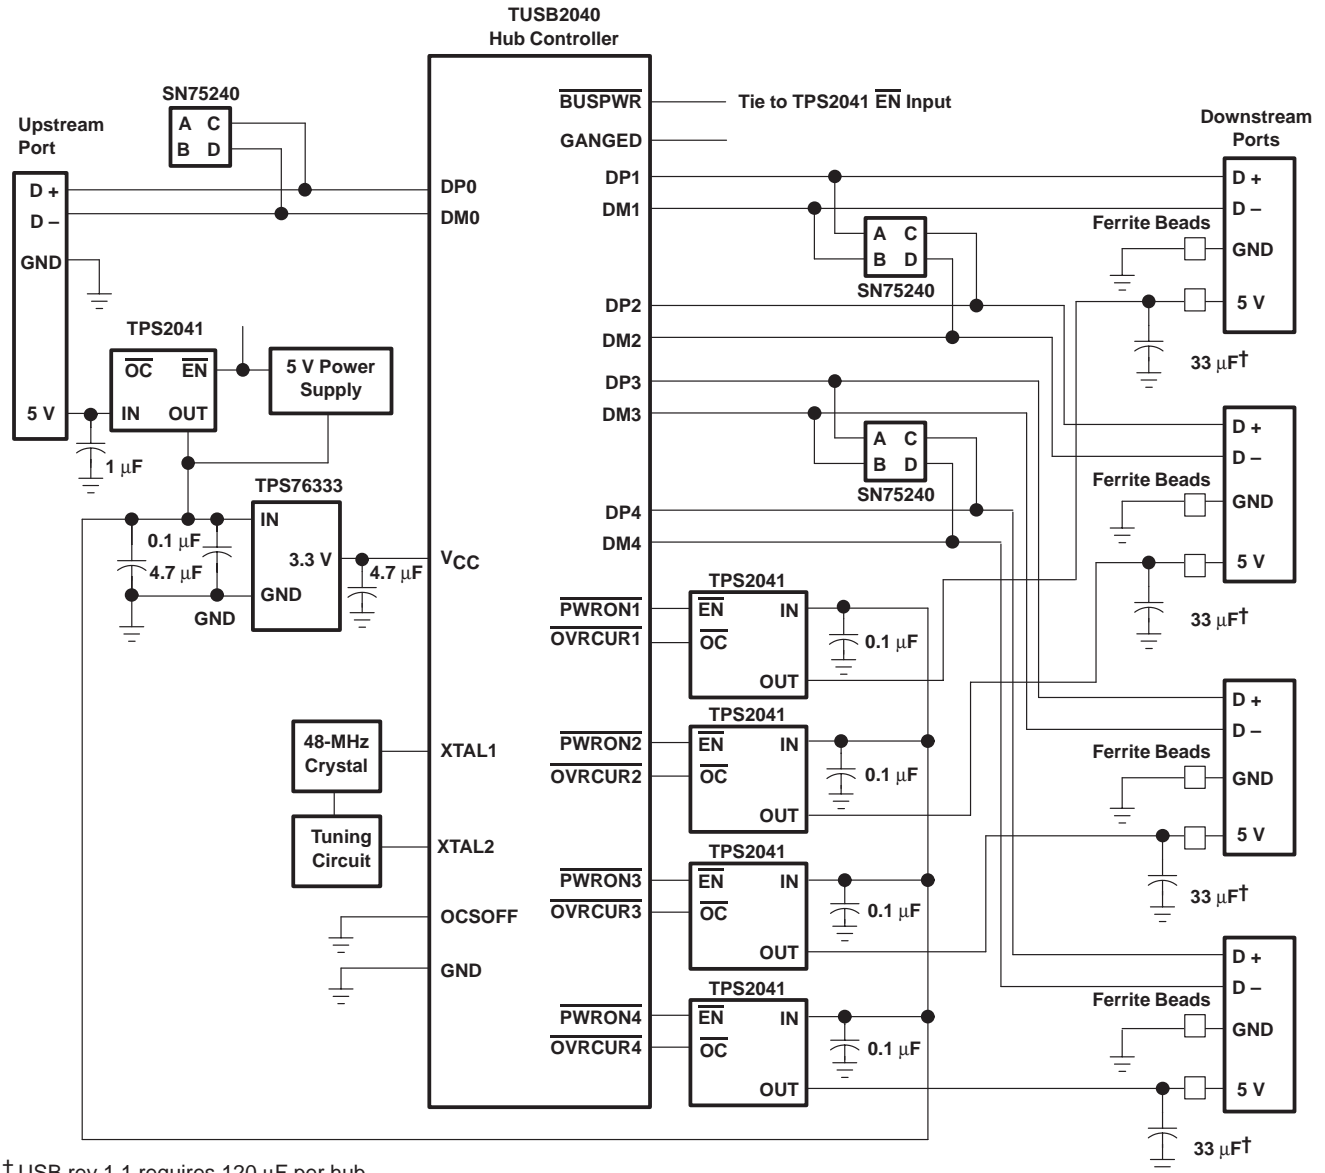 TUSB2040
Hub Controller
SN75240
A C
B D
Upstream
Port
D +
D –
GND
5 V
BUSPWR
Tie to TPS2041 EN Input
GANGED
DP0
DM0
DP1
DM1
DP2
DM2
DP3
DM3
DP4
DM4
A C
B D
SN75240
A C
B D
SN75240
TPS2041
OC EN
IN OUT
5 V Power
Supply
1 µF
TPS76333
IN
3.3 V
GND
0.1 µF
4.7 µF
GND
4.7 µF
VCC
48-MHz
Crystal
XTAL1
Tuning
Circuit
XTAL2
OCSOFF
GND
PWRON1
OVRCUR1
TPS2041
EN IN
OC
OUT
0.1 µF
PWRON2
OVRCUR2
TPS2041
EN IN
OC
OUT
0.1 µF
PWRON3
OVRCUR3
TPS2041
EN IN
OC
OUT
0.1 µF
PWRON4
OVRCUR4
TPS2041
EN IN
OC
OUT
0.1 µF
Downstream
Ports
D +
D –
Ferrite Beads
GND
5 V
33 µF†
D +
D –
Ferrite Beads
GND
5 V
33 µF†
D +
D –
Ferrite Beads
GND
5 V
33 µF†
D +
D –
Ferrite Beads
GND
5 V
33 µF†
† USB rev 1.1 requires 120 µF per hub